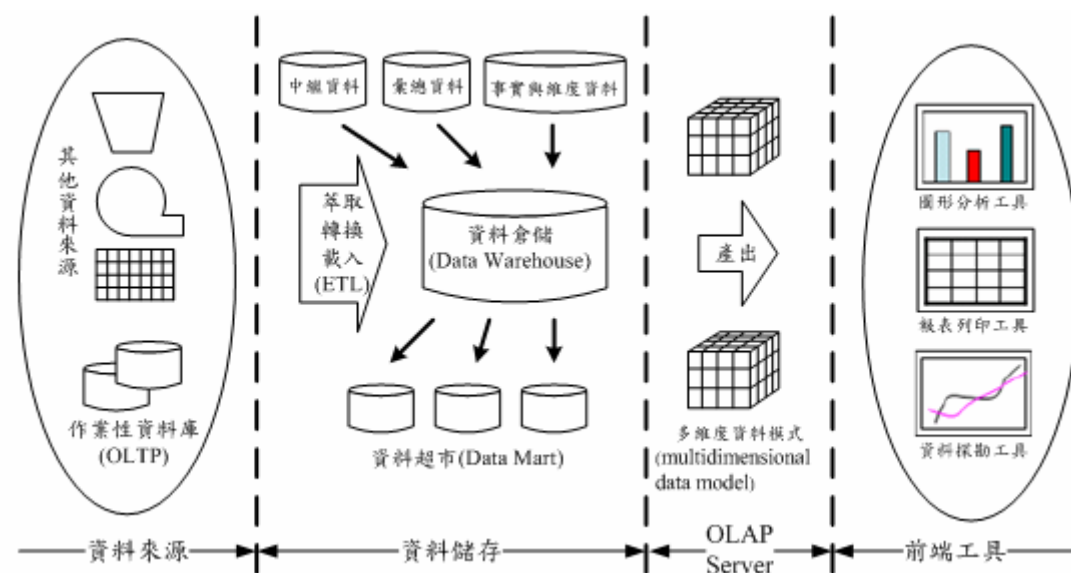 其他資料來源
作業性資料庫
(OLTP)
中繼資料
彙總資料
事實與維度資料
萃取
轉換
載入
(ETL)
資料倉儲
(Data Warehouse)
資料超市(Data Mart)
產出
多維度資料模式
(multidimensional
data model)
圖形分析工具
報表列印工具
資料探勘工具
資料來源
資料儲存
OLAP
Server
前端工具